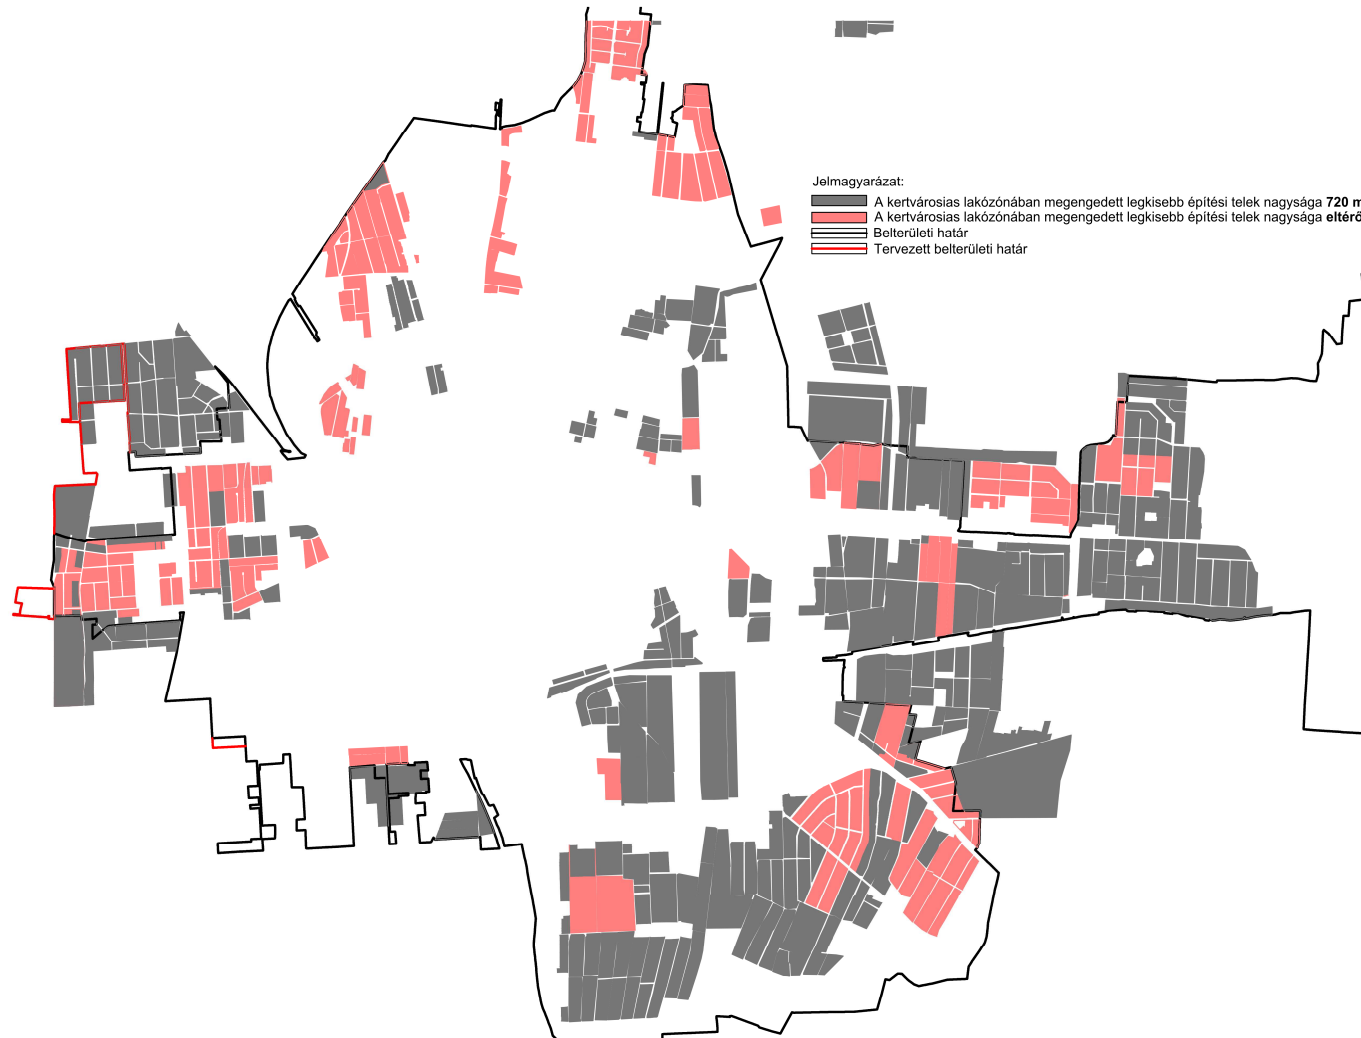 Jelmagyarázat:
A kertvárosias lakózónában megengedett legkisebb építési telek nagysága 720 m
A kertvárosias lakózónában megengedett legkisebb építési telek nagysága eltérő
Belterületi határ
Tervezett belterületi határ